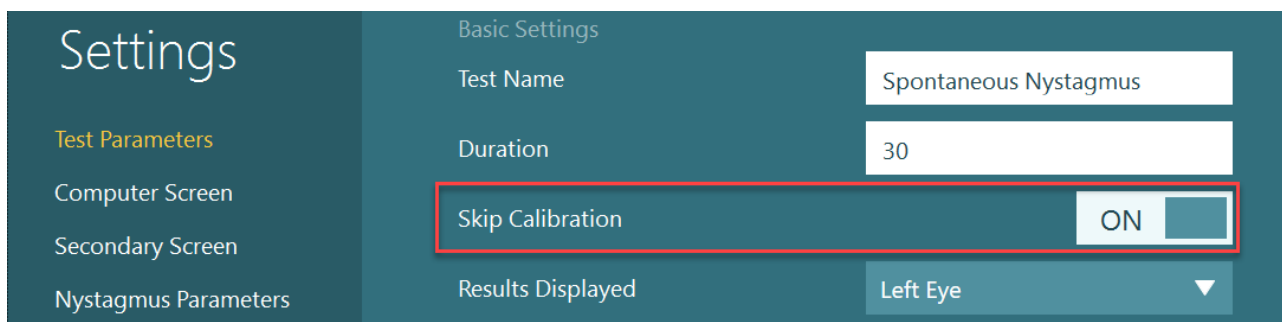 Settings
Test Parameters
Computer Screen
Secondary Screen
Nystagmus Parameters
Basic Settings
Test Name
Spontaneous Nystagmus
Duration
30
Skip Calibration
ON
Results Displayed
Left Eye